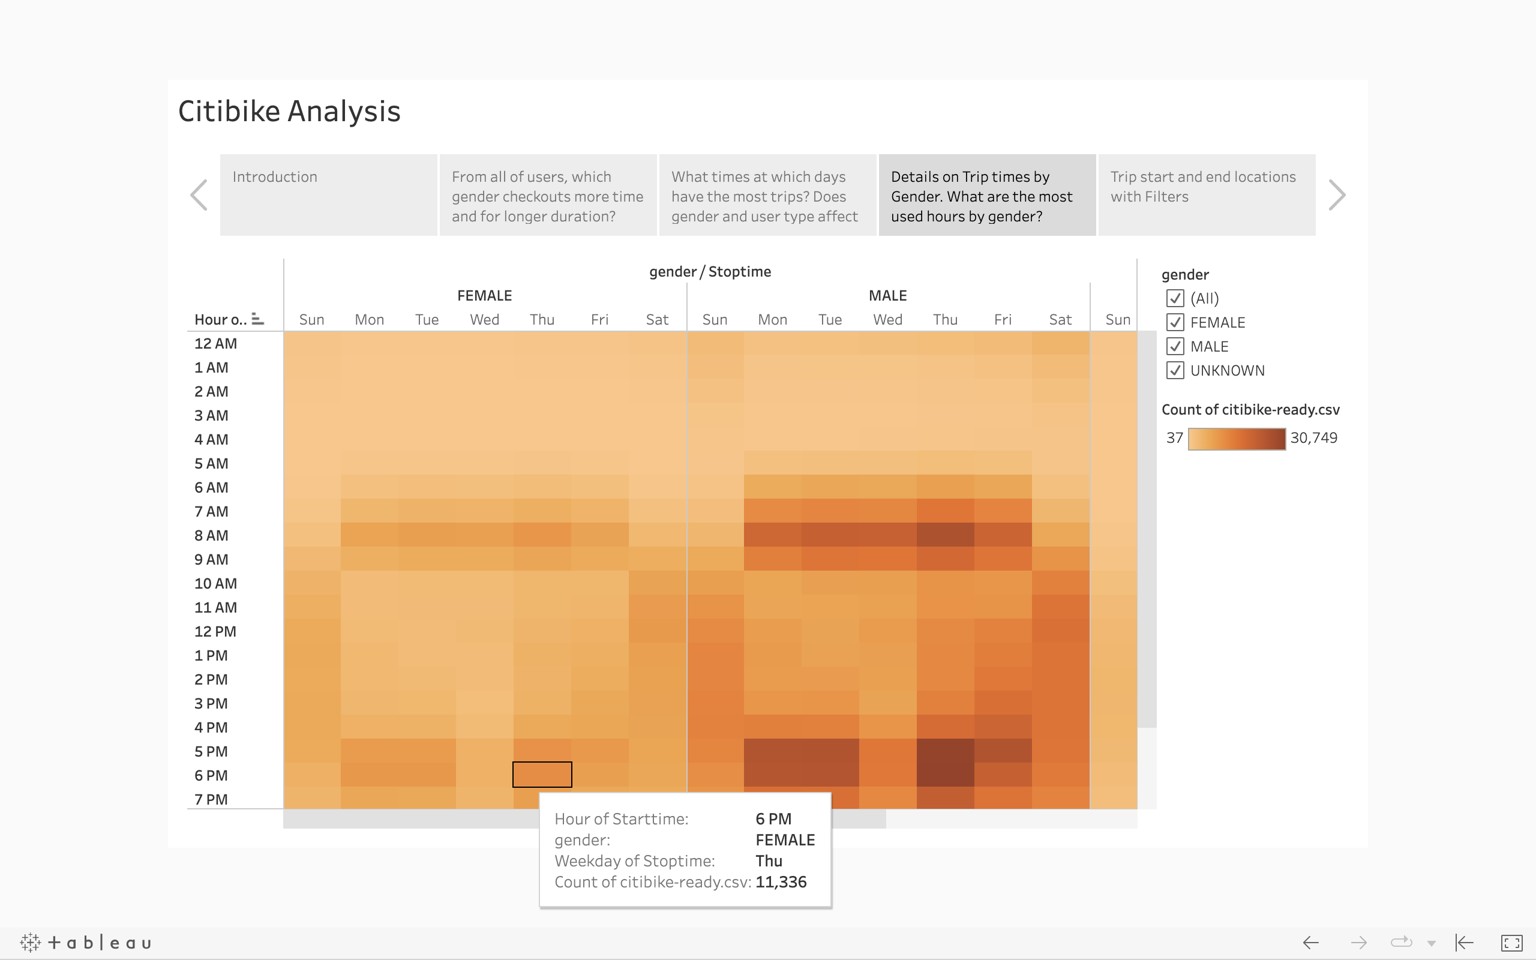 Citibike Analysis
Introduction
From all of users, which
gender checkouts more time
and for longer duration?
What times at which days
have the most trips? Does
gender and user type affect
Details on Trip times by
Gender. What are the most
used hours by gender?
Trip start and end locations
with Filters
gender / Stoptime
FEMALE MALE
Hour o.. Sun Mon Tue Wed Thu Fri Sat Sun Mon Tue Wed Thu Fri Sat Sun
12 AM
1 AM
2 AM
3 AM
4 AM
5 AM
6 AM
7 AM
8 AM
9 AM
10 AM
11 AM
12 PM
1 PM
2 PM
3 PM
4 PM
5 PM
6 PM
7 PM
gender
(All)
FEMALE
MALE
UNKNOWN
Count of citibike-ready.csv
37 30,749
Hour of Starttime: 6 PM
gender: FEMALE
Weekday of Stoptime: Thu
Count of citibike-ready.csv: 11,336
+ableau